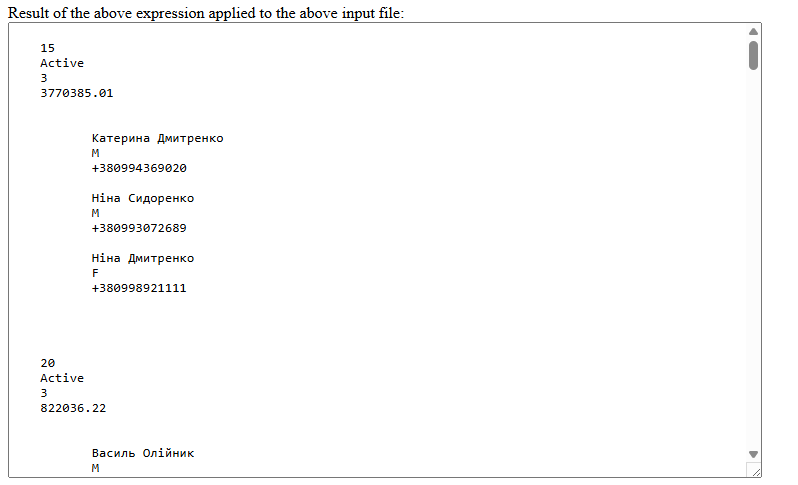 Result of the above expression applied to the above input file:
15
Active
3
3770385.01
Катерина Дмитренко
M
+380994369020
Ніна Сидоренко
M
+380993072689
Ніна Дмитренко
F
+380998921111
20
Active
3
822036.22
Василь Олійник
M